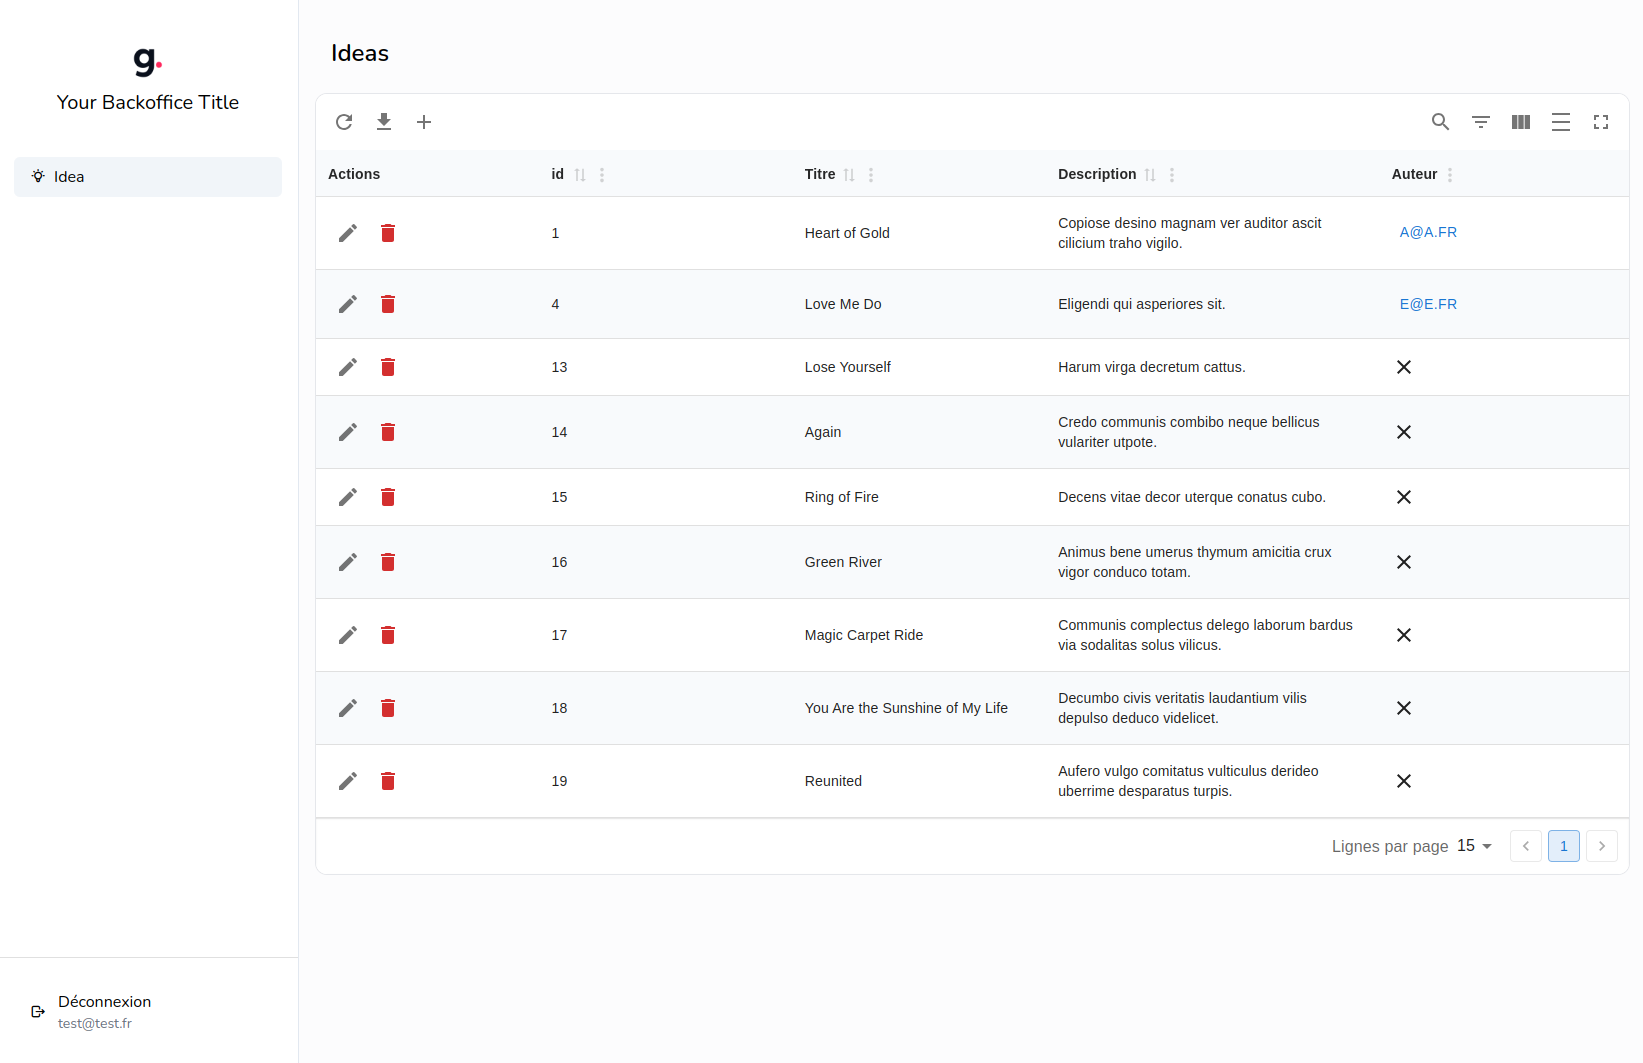 g.
Your Backoffice Title
Idea
Déconnexion
test@test.fr
Ideas
Actions id Titre Description Auteur
1 Heart of Gold Copiose desino magnam ver auditor ascit
cilicium traho vigilo. A@A.FR
4 Love Me Do Eligendi qui asperiores sit. E@E.FR
13 Lose Yourself Harum virga decretum cattus.
14 Again Credo communis combibo neque bellicus
vulariter utpote.
15 Ring of Fire Decens vitae decor uterque conatus cubo.
16 Green River Animus bene umerus thymum amicitia crux
vigor conduco totam.
17 Magic Carpet Ride Communis complectus delego laborum bardus
via sodalitas solus vilicus.
18 You Are the Sunshine of My Life Decumbo civis veritatis laudantium vilis
depulso deduco videlicet.
19 Reunited Aufero vulgo comitatus vulticulus derideo
uberrime desparatus turpis.
Lignes par page 15 1